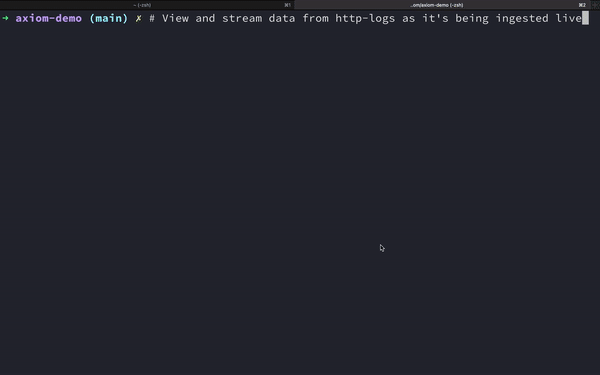 ~ (-zsh)
⌘1
..om/axiom-demo (-zsh)
⌘2
➜ axiom-demo (main) ✗ # View and stream data from http-logs as it's being ingested live